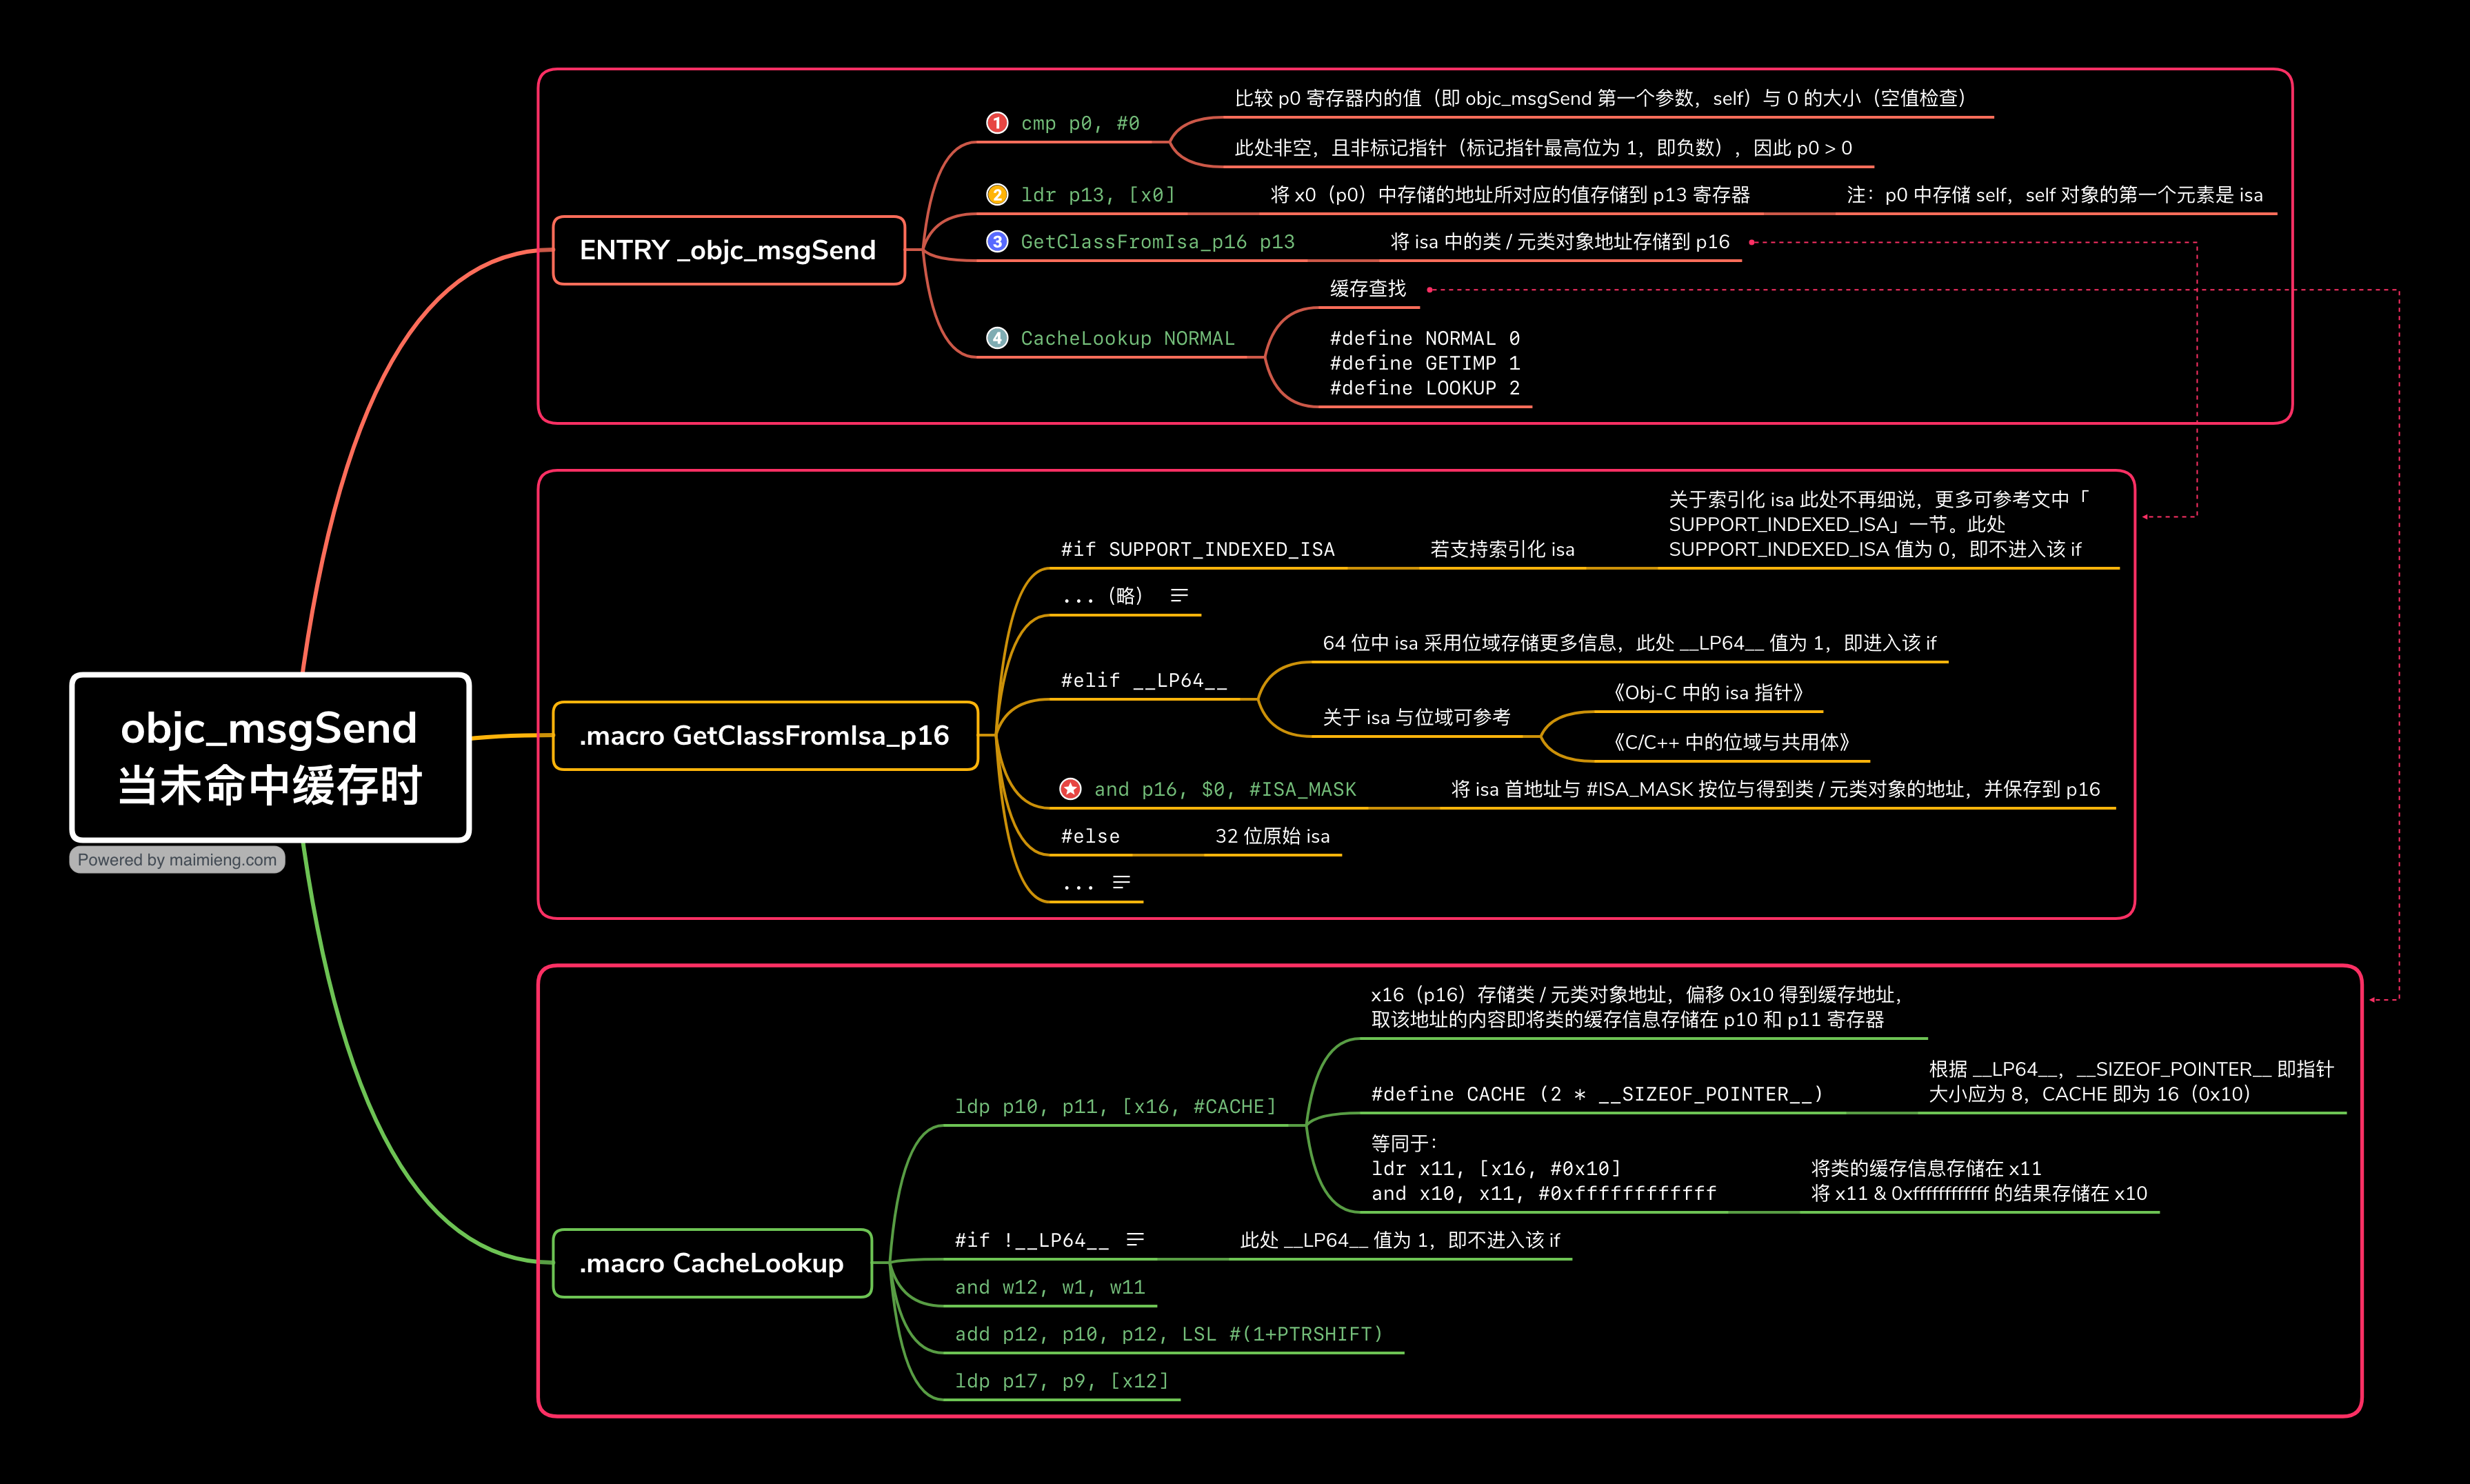 objc_msgSend
当未命中缓存时
Powered by maimieng.com
ENTRY _objc_msgSend
1 cmp p0, #0
比较 p0 寄存器内的值（即 objc_msgSend 第一个参数，self）与 0 的大小（空值检查）
此处非空，且非标记指针（标记指针最高位为 1，即负数），因此 p0 > 0
2 ldr p13, [x0]
将 x0（p0）中存储的地址所对应的值存储到 p13 寄存器
注：p0 中存储 self，self 对象的第一个元素是 isa
3 GetClassFromIsa_p16 p13
将 isa 中的类 / 元类对象地址存储到 p16
4 CacheLookup NORMAL
缓存查找
#define NORMAL 0
#define GETIMP 1
#define LOOKUP 2
.macro GetClassFromIsa_p16
#if SUPPORT_INDEXED_ISA
若支持索引化 isa
关于索引化 isa 此处不再细说，更多可参考文中「
SUPPORT_INDEXED_ISA」一节。此处
SUPPORT_INDEXED_ISA 值为 0，即不进入该 if
...（略）
#elif __LP64__
64 位中 isa 采用位域存储更多信息，此处 __LP64__ 值为 1，即进入该 if
关于 isa 与位域可参考
《Obj-C 中的 isa 指针》
《C/C++ 中的位域与共用体》
and p16, $0, #ISA_MASK
将 isa 首地址与 #ISA_MASK 按位与得到类 / 元类对象的地址，并保存到 p16
#else
32 位原始 isa
...
.macro CacheLookup
ldp p10, p11, [x16, #CACHE]
x16（p16）存储类 / 元类对象地址，偏移 0x10 得到缓存地址，
取该地址的内容即将类的缓存信息存储在 p10 和 p11 寄存器
#define CACHE (2 * __SIZEOF_POINTER__)
根据 __LP64__，__SIZEOF_POINTER__ 即指针
大小应为 8，CACHE 即为 16（0x10）
等同于：
ldr x11, [x16, #0x10]
and x10, x11, #0xffffffffffff
将类的缓存信息存储在 x11
将 x11 & 0xffffffffffff 的结果存储在 x10
#if !__LP64__
此处 __LP64__ 值为 1，即不进入该 if
and w12, w1, w11
add p12, p10, p12, LSL #(1+PTRSHIFT)
ldp p17, p9, [x12]